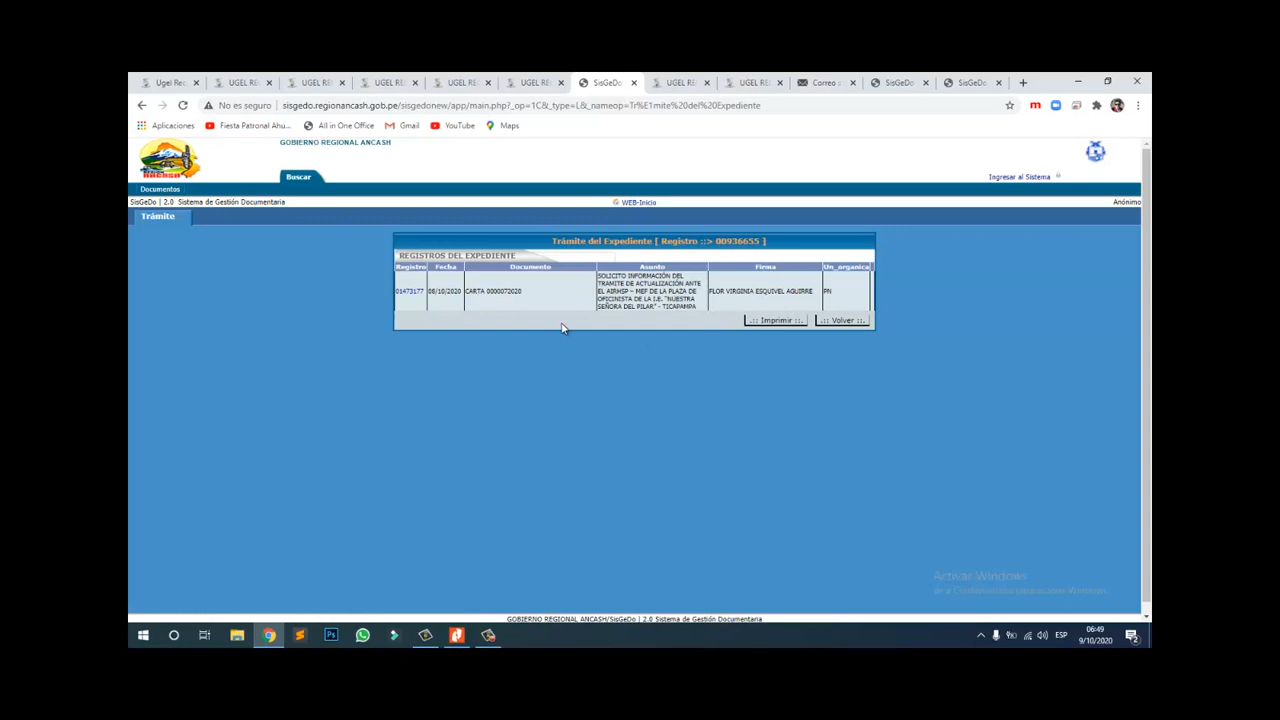 Ugel Rec
UGEL RE
UGEL RE
UGEL RE
UGEL RE
UGEL RE
SisGeDo
UGEL RE
UGEL RE
Correo
SisGeDo
SisGeDo
No es seguro | sisgedo.regionancash.gob.pe/sisgedonew/app/main.php?_op=1C&_type=L&_nameop=Tr%E1mite%20del%20Expediente
Aplicaciones
Fiesta Patronal Ahu...
All in One Office
Gmail
YouTube
Maps
GOBIERNO REGIONAL ANCASH
REGIÓN ANCASH
Buscar
Ingresar al Sistema
Documentos
SisGeDo | 2.0 Sistema de Gestión Documentaria
WEB-Inicio
Anónimo
Trámite
Trámite del Expediente [ Registro ::> 00936655 ]
REGISTROS DEL EXPEDIENTE
Registro Fecha Documento Asunto Firma Un_organica
01473177 08/10/2020 CARTA 0000072020
SOLICITO INFORMACIÓN DEL
TRAMITE DE ACTUALIZACIÓN ANTE
EL AIRHSP – MEF DE LA PLAZA DE
OFICINISTA DE LA I.E. "NUESTRA
SEÑORA DEL PILAR" - TICAPAMPA
FLOR VIRGINIA ESQUIVEL AGUIRRE
PN
.:: Imprimir ::.
.:: Volver ::.
Activar Windows
GOBIERNO REGIONAL ANCASH/SisGeDo | 2.0 Sistema de Gestión Documentaria
ESP
06:49
9/10/2020